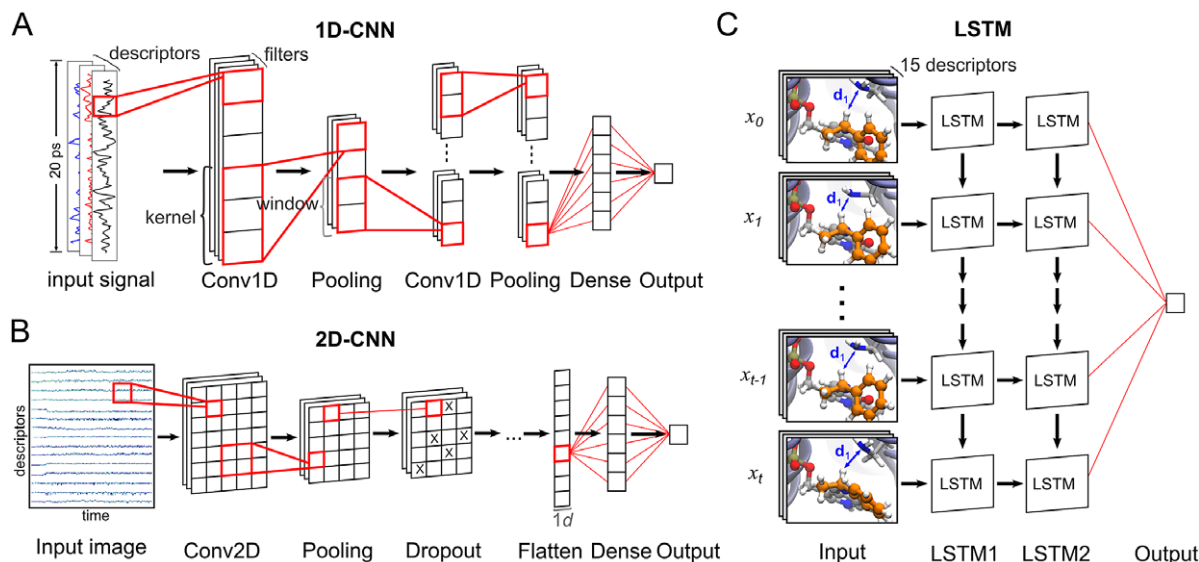 A
1D-CNN
descriptors
filters
20 ps
kernel
window
input signal
Conv1D
Pooling
Conv1D
Pooling
Dense
Output
B
2D-CNN
descriptors
time
X
X
X
X
X
...
1d
Input image
Conv2D
Pooling
Dropout
Flatten
Dense
Output
C
LSTM
15 descriptors
x0
d1
LSTM
LSTM
x1
d1
LSTM
LSTM
xt-1
d1
LSTM
LSTM
xt
d1
LSTM
LSTM
Input
LSTM1
LSTM2
Output